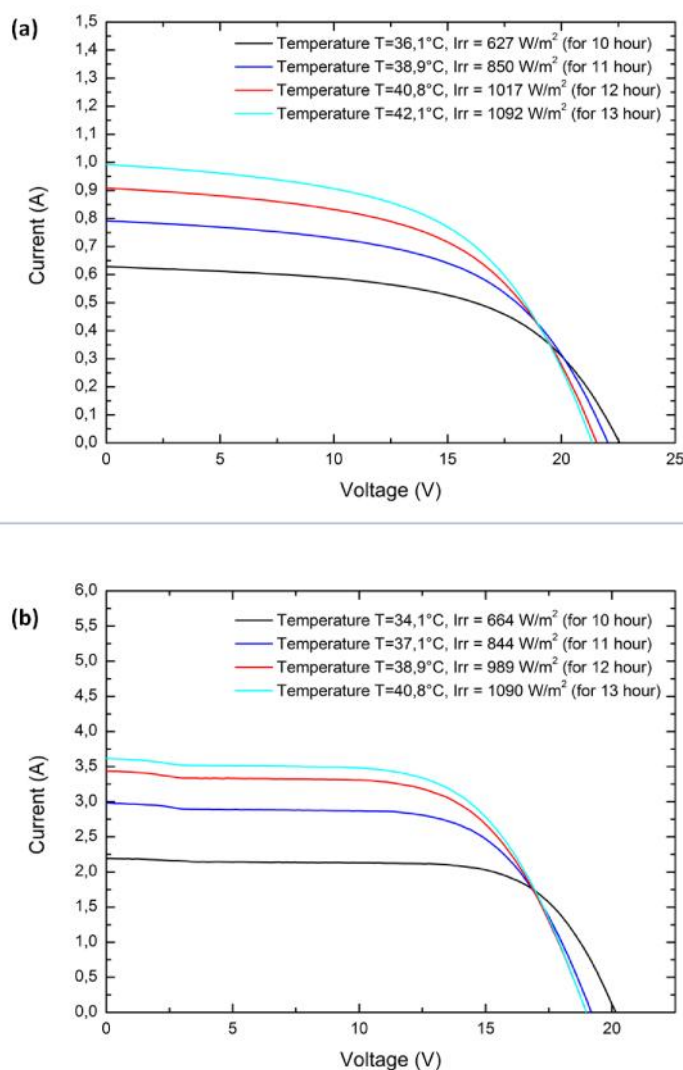 (a)
Temperature T=36,1°C, Irr = 627 W/m² (for 10 hour)
Temperature T=38,9°C, Irr = 850 W/m² (for 11 hour)
Temperature T=40,8°C, Irr = 1017 W/m² (for 12 hour)
Temperature T=42,1°C, Irr = 1092 W/m² (for 13 hour)
1,5
1,4
1,3
1,2
1,1
1,0
0,9
0,8
0,7
0,6
0,5
0,4
0,3
0,2
0,1
0,0
Current (A)
0 5 10 15 20 25
Voltage (V)
(b)
Temperature T=34,1°C, Irr = 664 W/m² (for 10 hour)
Temperature T=37,1°C, Irr = 844 W/m² (for 11 hour)
Temperature T=38,9°C, Irr = 989 W/m² (for 12 hour)
Temperature T=40,8°C, Irr = 1090 W/m² (for 13 hour)
6,0
5,5
5,0
4,5
4,0
3,5
3,0
2,5
2,0
1,5
1,0
0,5
0,0
Current (A)
0 5 10 15 20
Voltage (V)